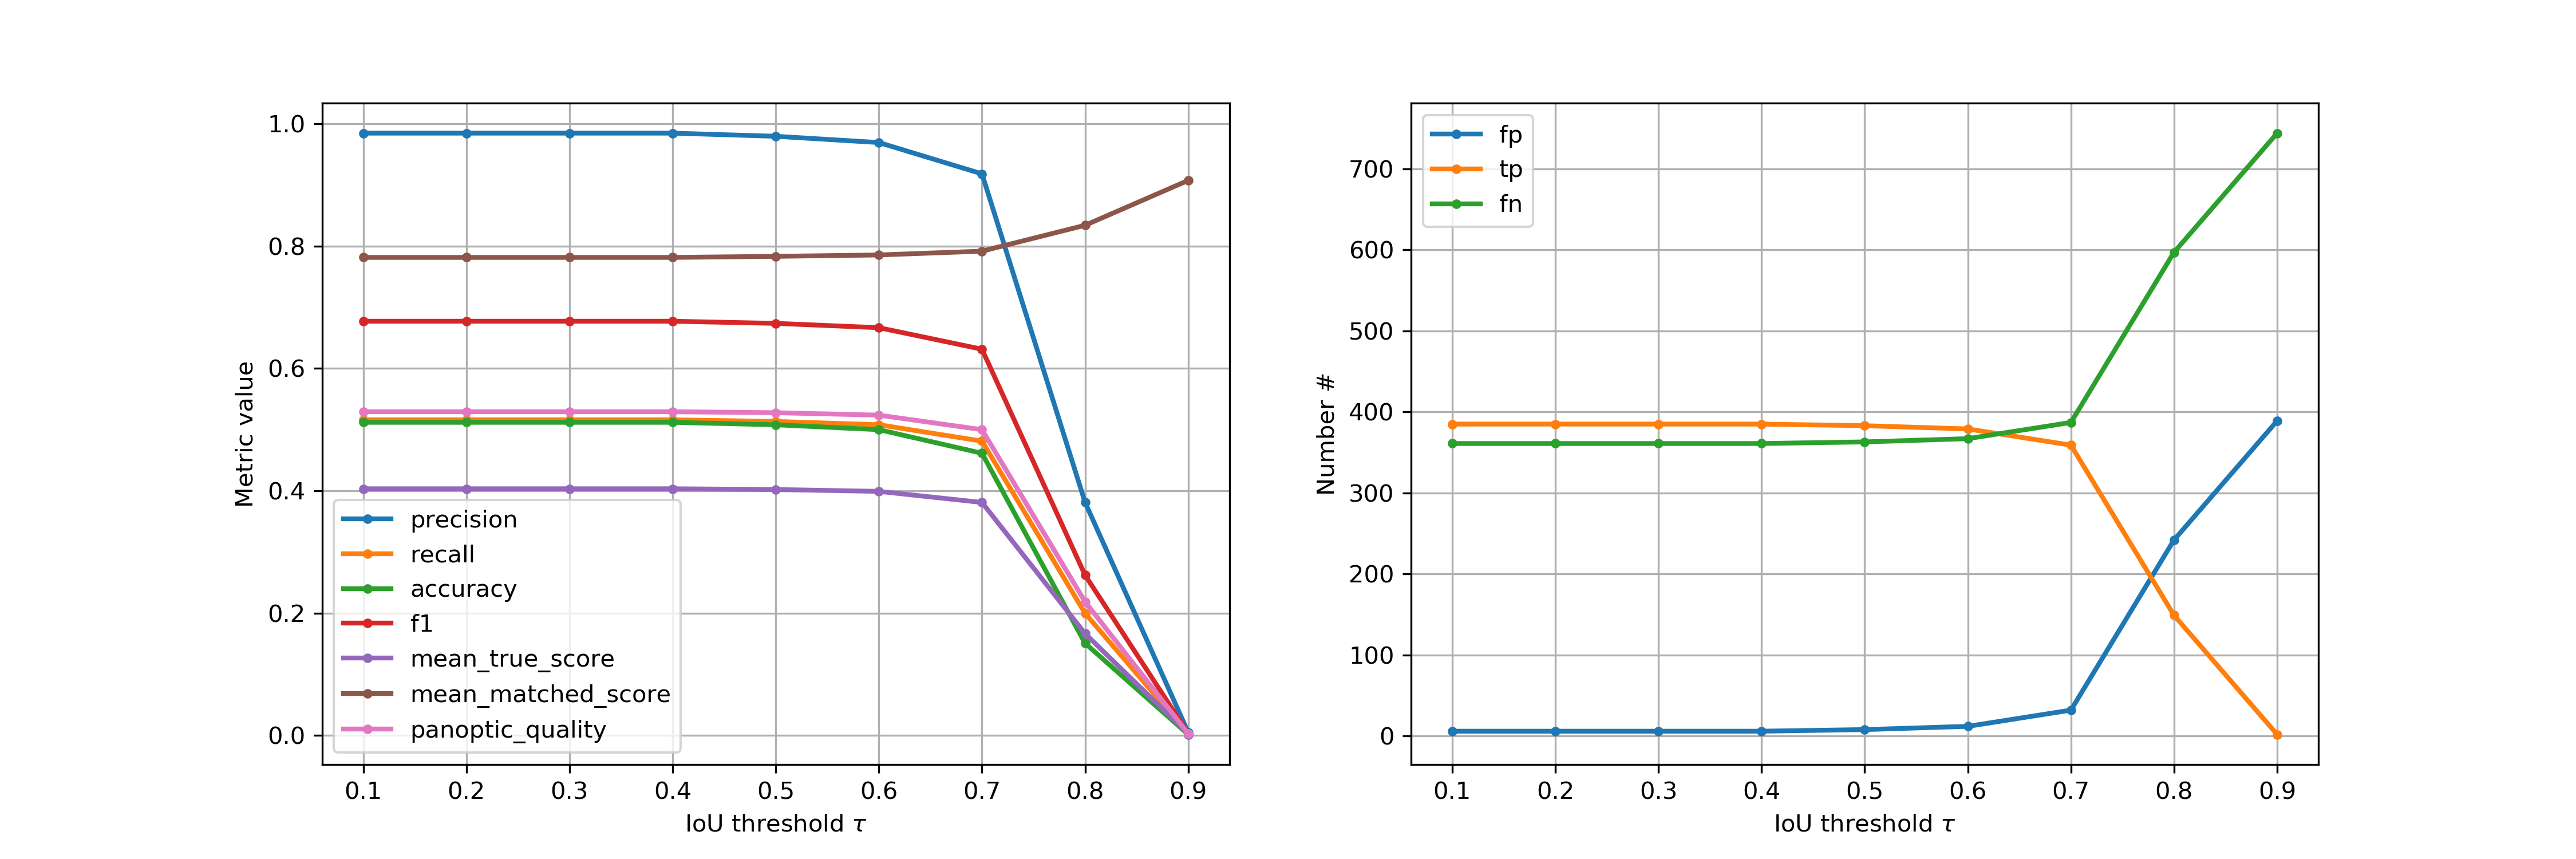 1.0
0.8
0.6
0.4
0.2
0.0
Metric value
precision
recall
accuracy
f1
mean_true_score
mean_matched_score
panoptic_quality
0.1 0.2 0.3 0.4 0.5 0.6 0.7 0.8 0.9
IoU threshold τ
fp
tp
fn
700
600
500
400
300
200
100
0
Number #
0.1 0.2 0.3 0.4 0.5 0.6 0.7 0.8 0.9
IoU threshold τ